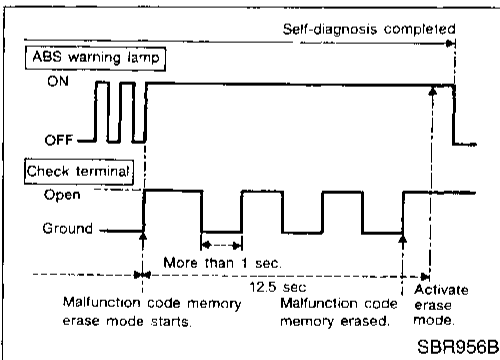 Self-diagnosis completed
ABS warning lamp
ON
OFF
Check terminal
Open
Ground
More than 1 sec.
12.5 sec
Malfunction code memory
erase mode starts.
Malfunction code
memory erased.
Activate
erase
mode.
SBR956B